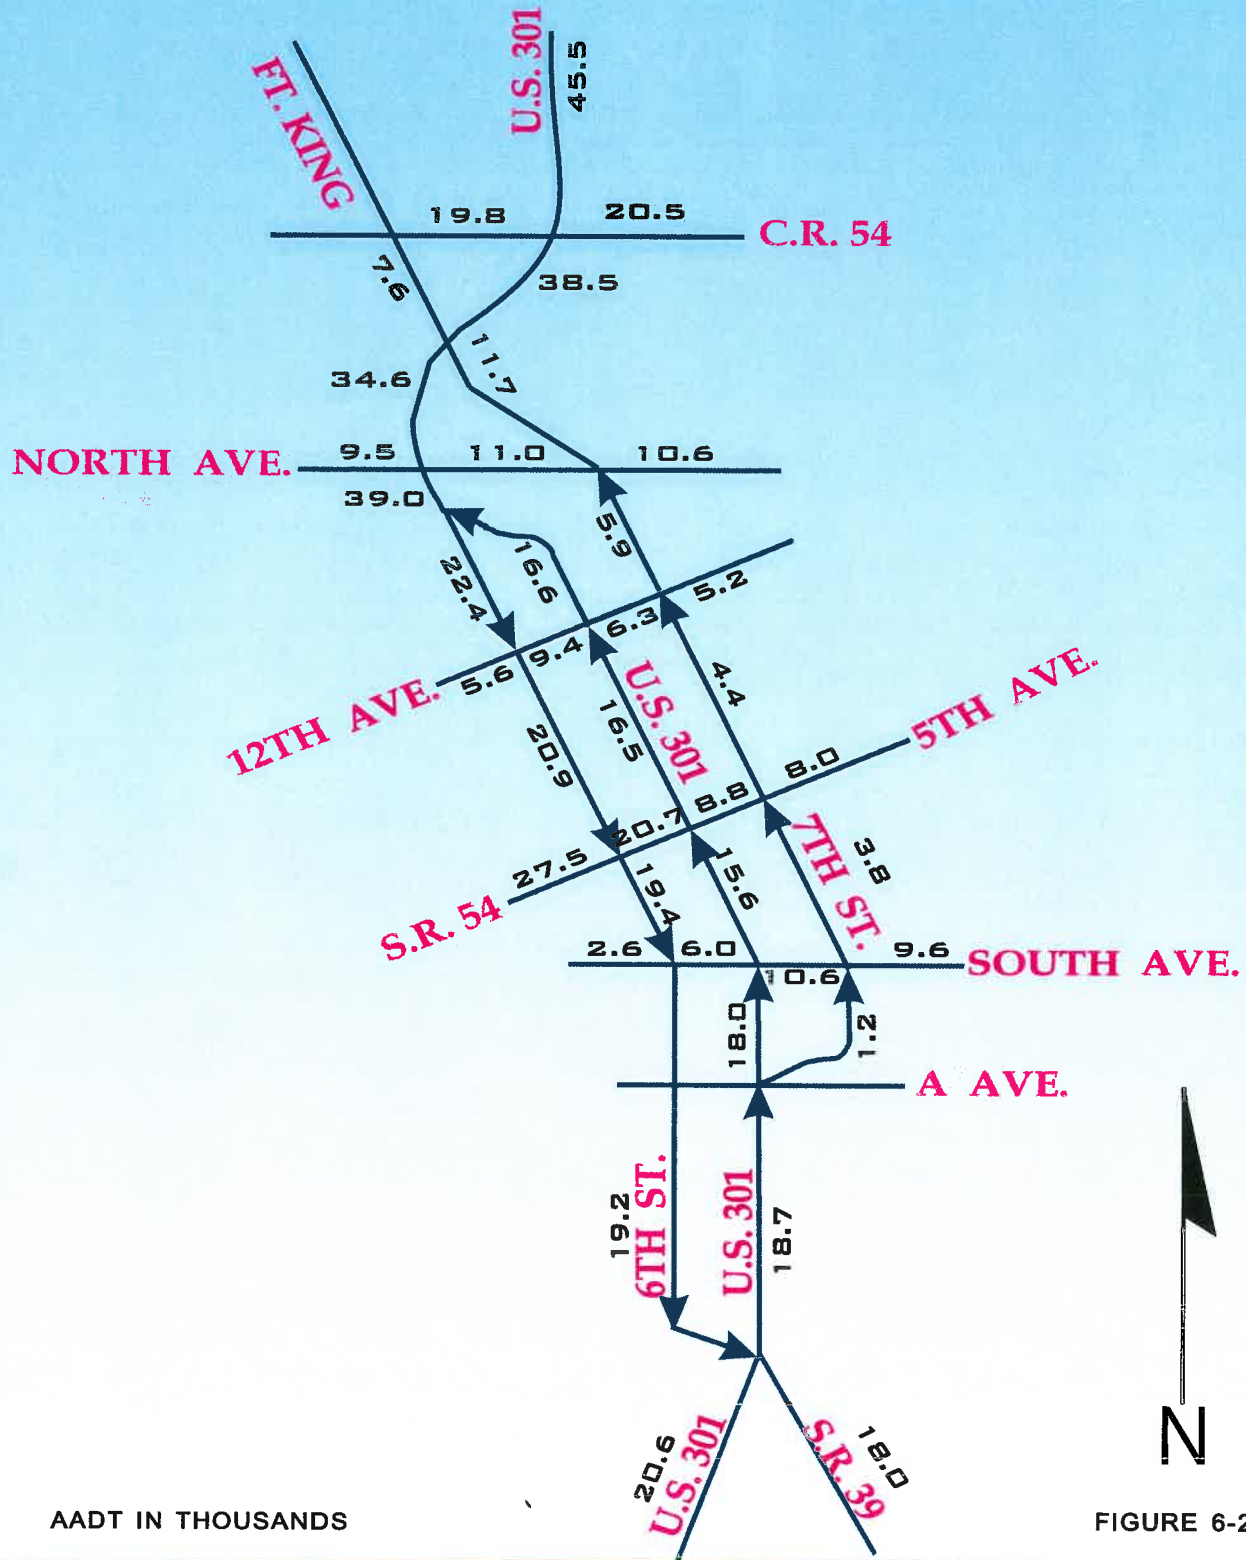 U.S. 301
45.5
FT. KING
19.8
20.5
C.R. 54
7.6
38.5
11.7
34.6
NORTH AVE.
9.5
11.0
10.6
39.0
5.9
16.6
22.4
5.2
6.3
9.4
5.6
12TH AVE.
4.4
U.S. 301
16.5
20.9
5TH AVE.
8.0
8.8
20.7
27.5
S.R. 54
7TH ST.
3.8
15.6
19.4
2.6
6.0
10.6
9.6
SOUTH AVE.
18.0
1.2
A AVE.
19.2
6TH ST.
U.S. 301
18.7
20.6
U.S. 301
S.R. 39
18.0
N
AADT IN THOUSANDS
FIGURE 6-2